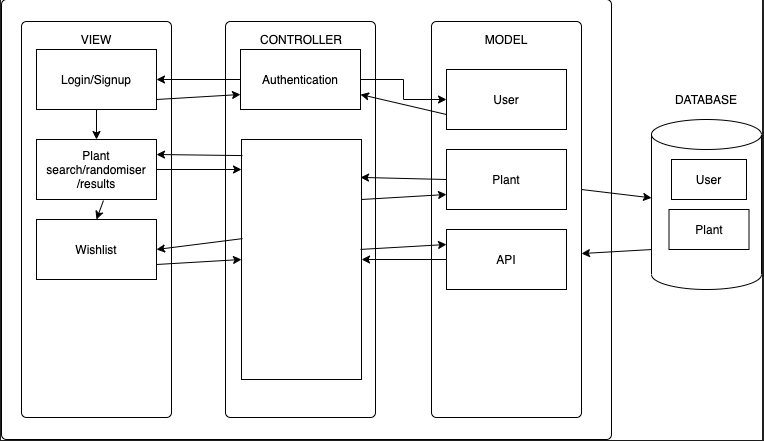 VIEW
Login/Signup
Plant
search/randomiser
/results
Wishlist
CONTROLLER
Authentication
MODEL
User
Plant
API
DATABASE
User
Plant